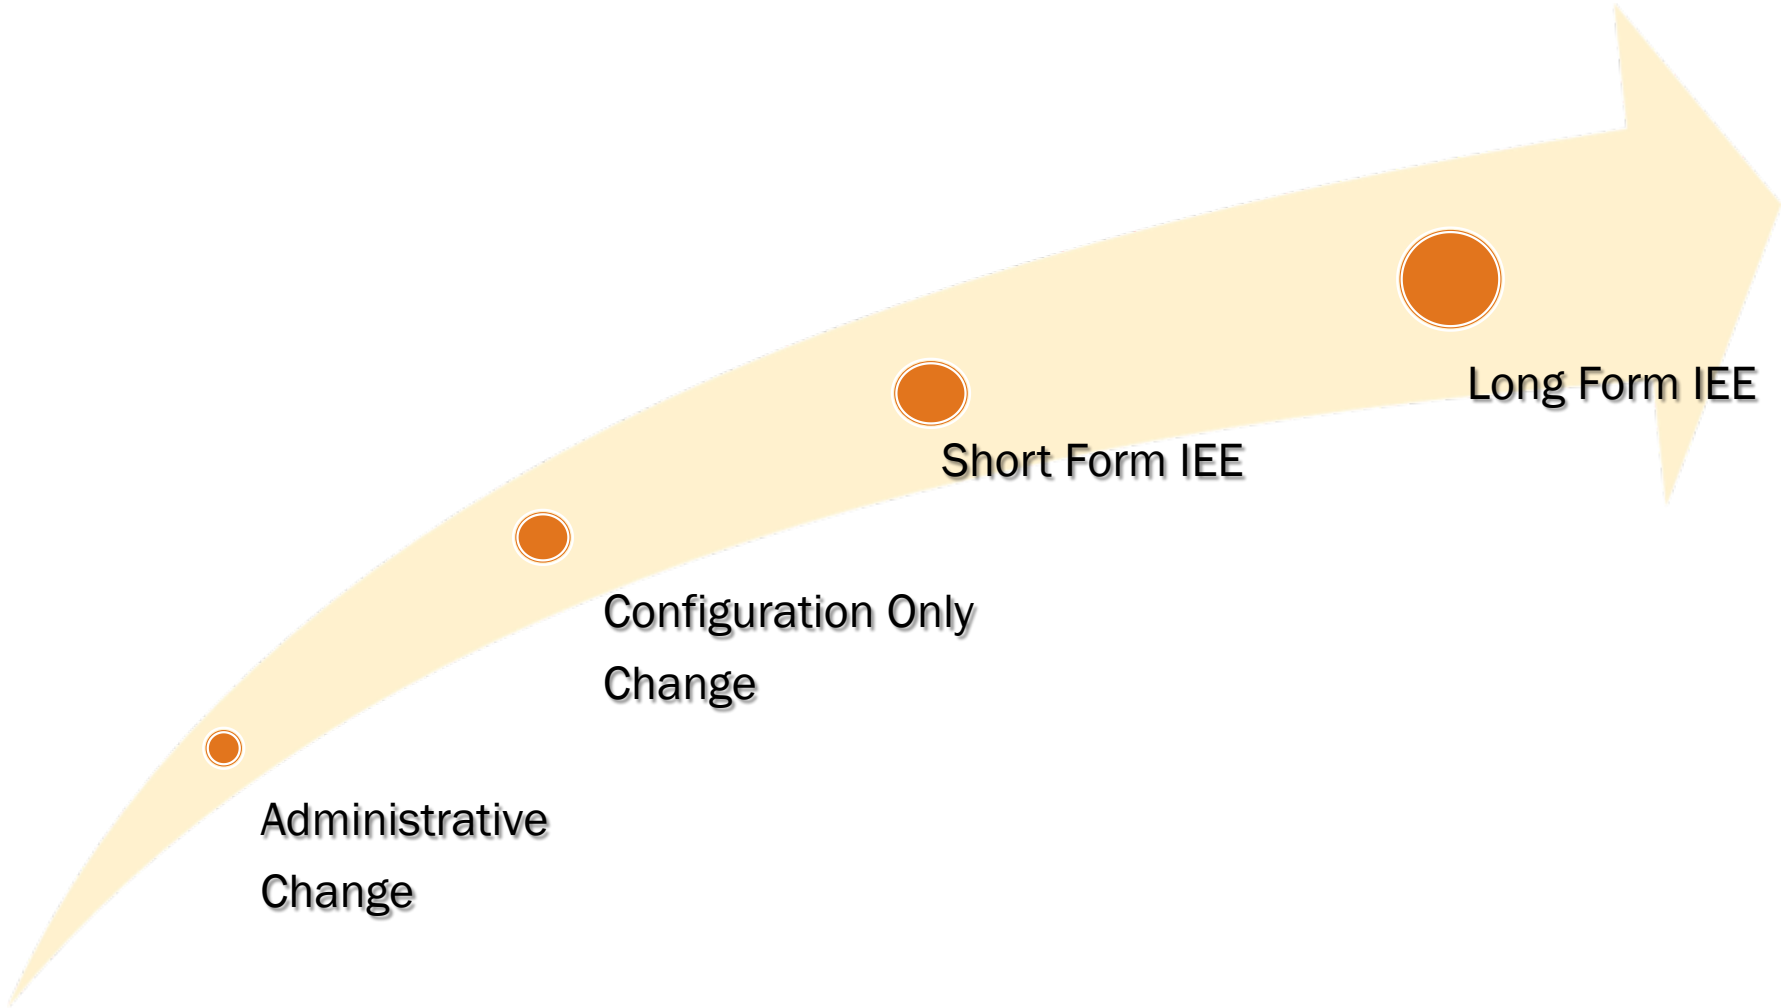 Long Form IEE
Short Form IEE
Configuration Only
Change
Administrative
Change